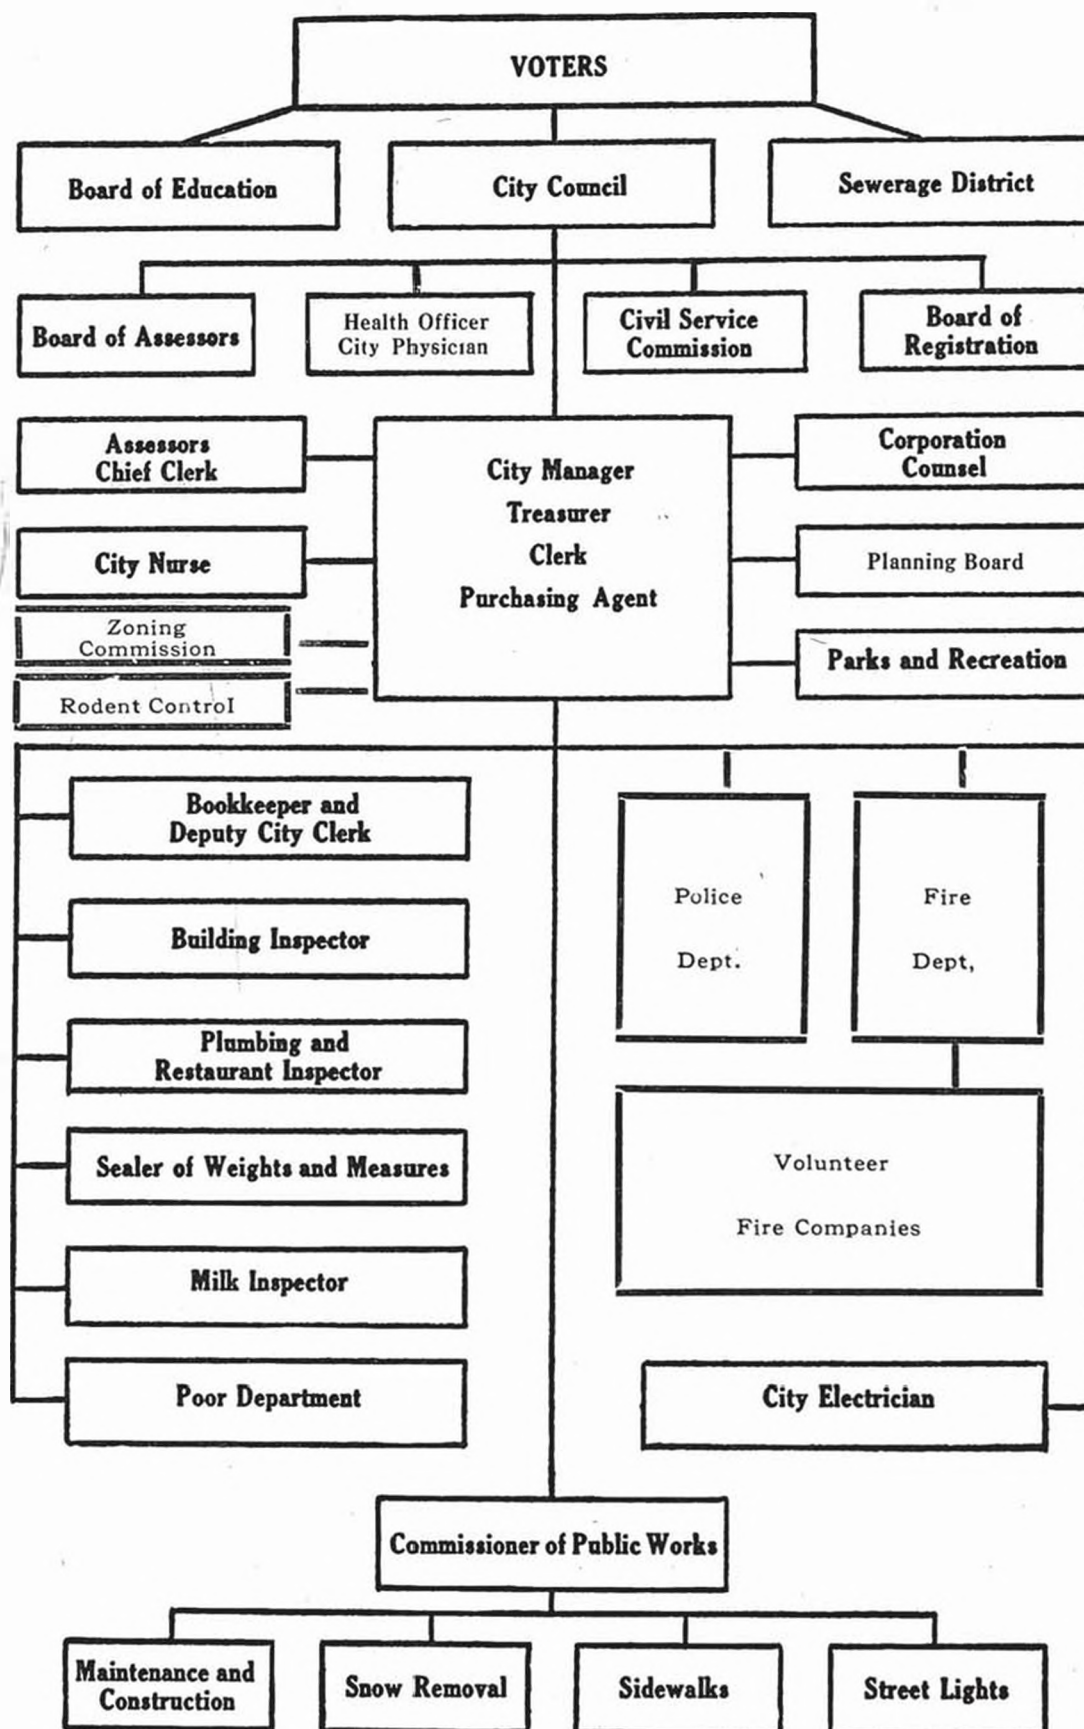 VOTERS
Board of Education
City Council
Sewerage District
Board of Assessors
Health Officer
City Physician
Civil Service
Commission
Board of
Registration
Assessors
Chief Clerk
City Manager
Treasurer
Clerk
Purchasing Agent
Corporation
Counsel
City Nurse
Planning Board
Zoning
Commission
Parks and Recreation
Rodent Control
Bookkeeper and
Deputy City Clerk
Building Inspector
Plumbing and
Restaurant Inspector
Sealer of Weights and Measures
Milk Inspector
Poor Department
Police
Dept.
Fire
Dept,
Volunteer
Fire Companies
City Electrician
Commissioner of Public Works
Maintenance and
Construction
Snow Removal
Sidewalks
Street Lights